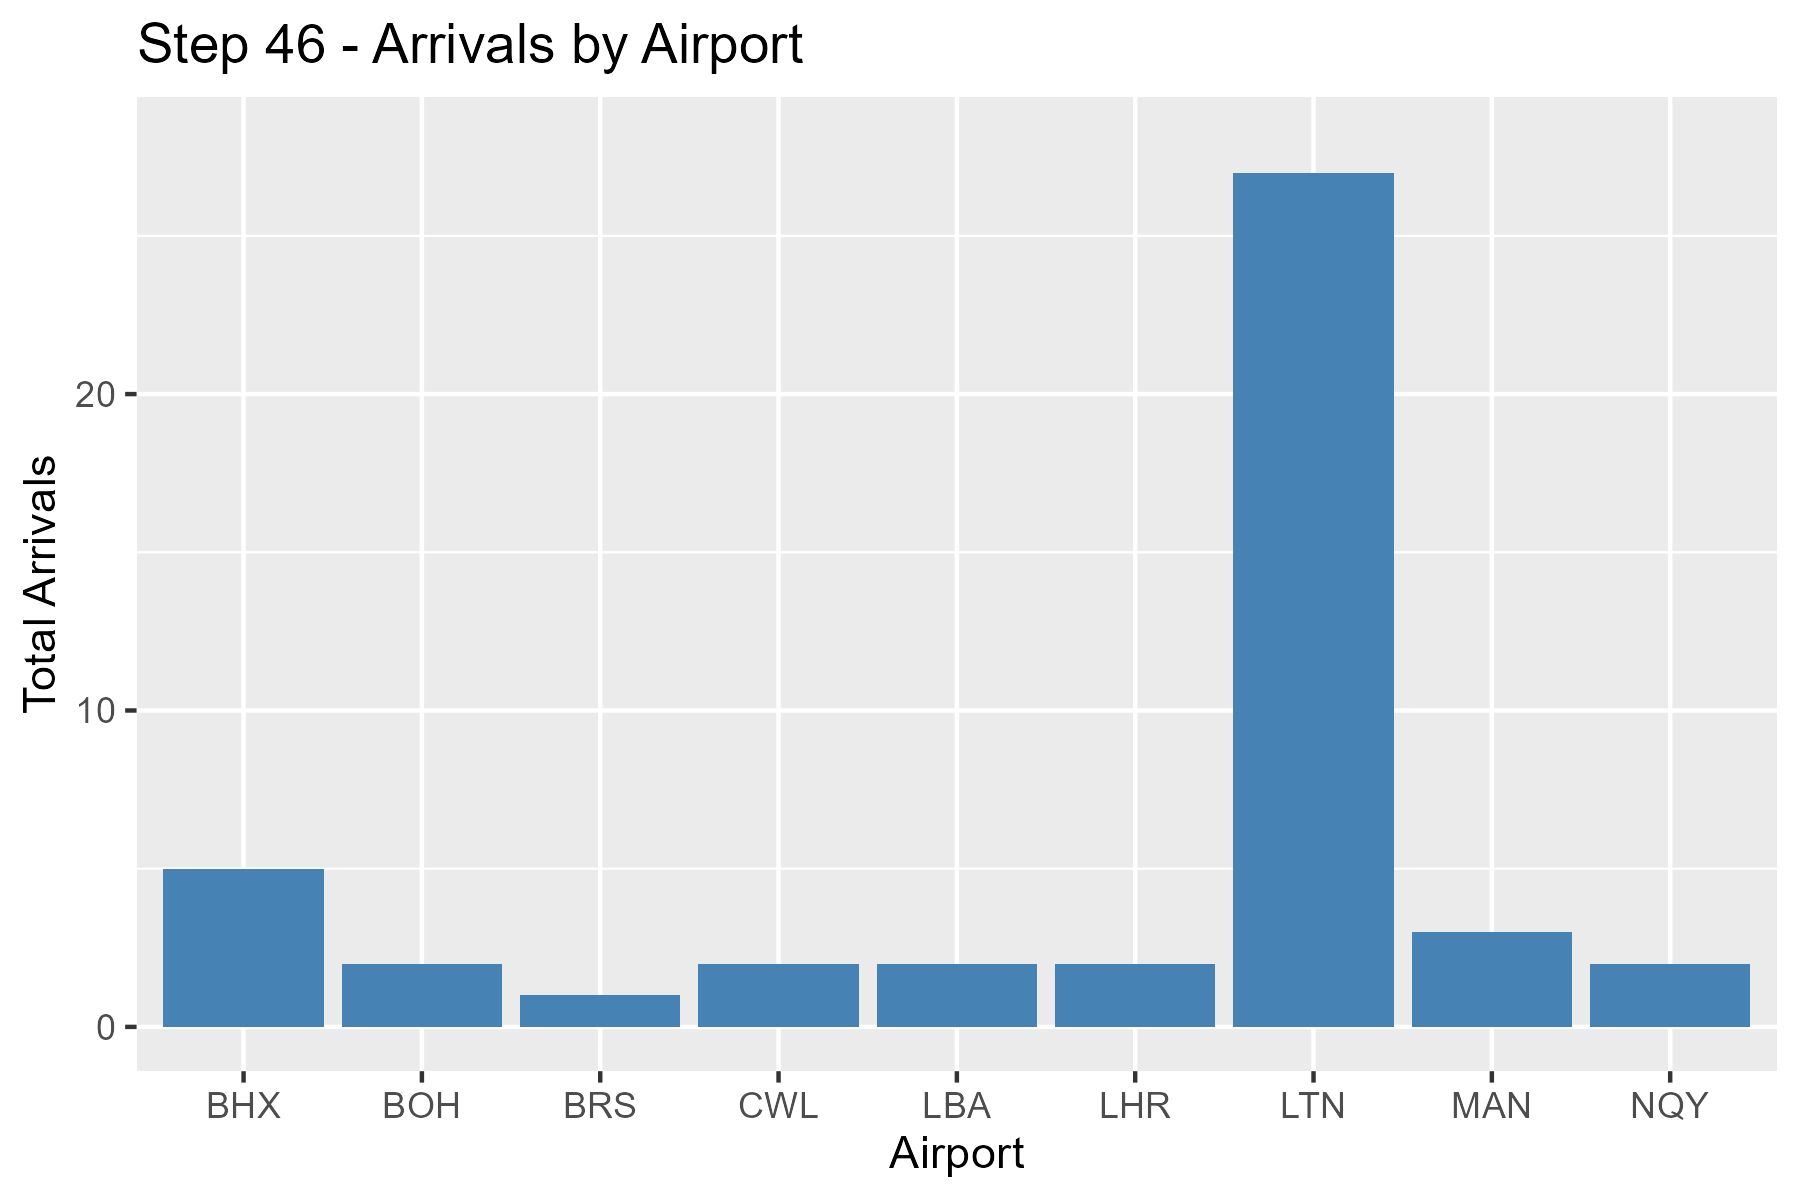 Step 46 - Arrivals by Airport
Total Arrivals
20
10
0
BHX BOH BRS CWL LBA LHR LTN MAN NQY
Airport